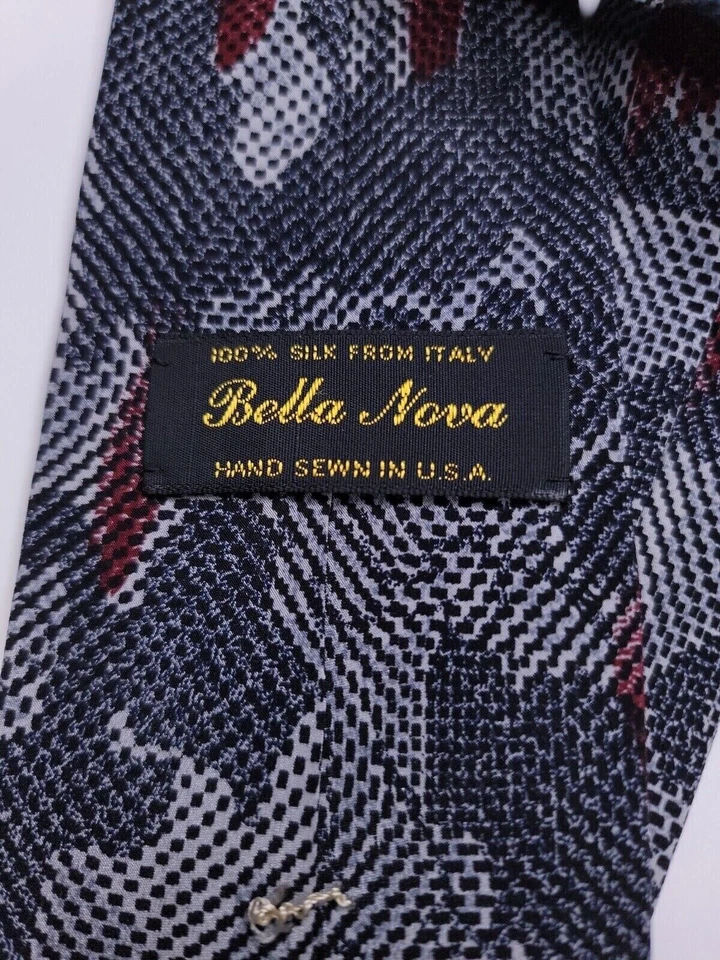 100% SILK FROM ITALY
Bella Nova
HAND SEWN IN U.S.A.